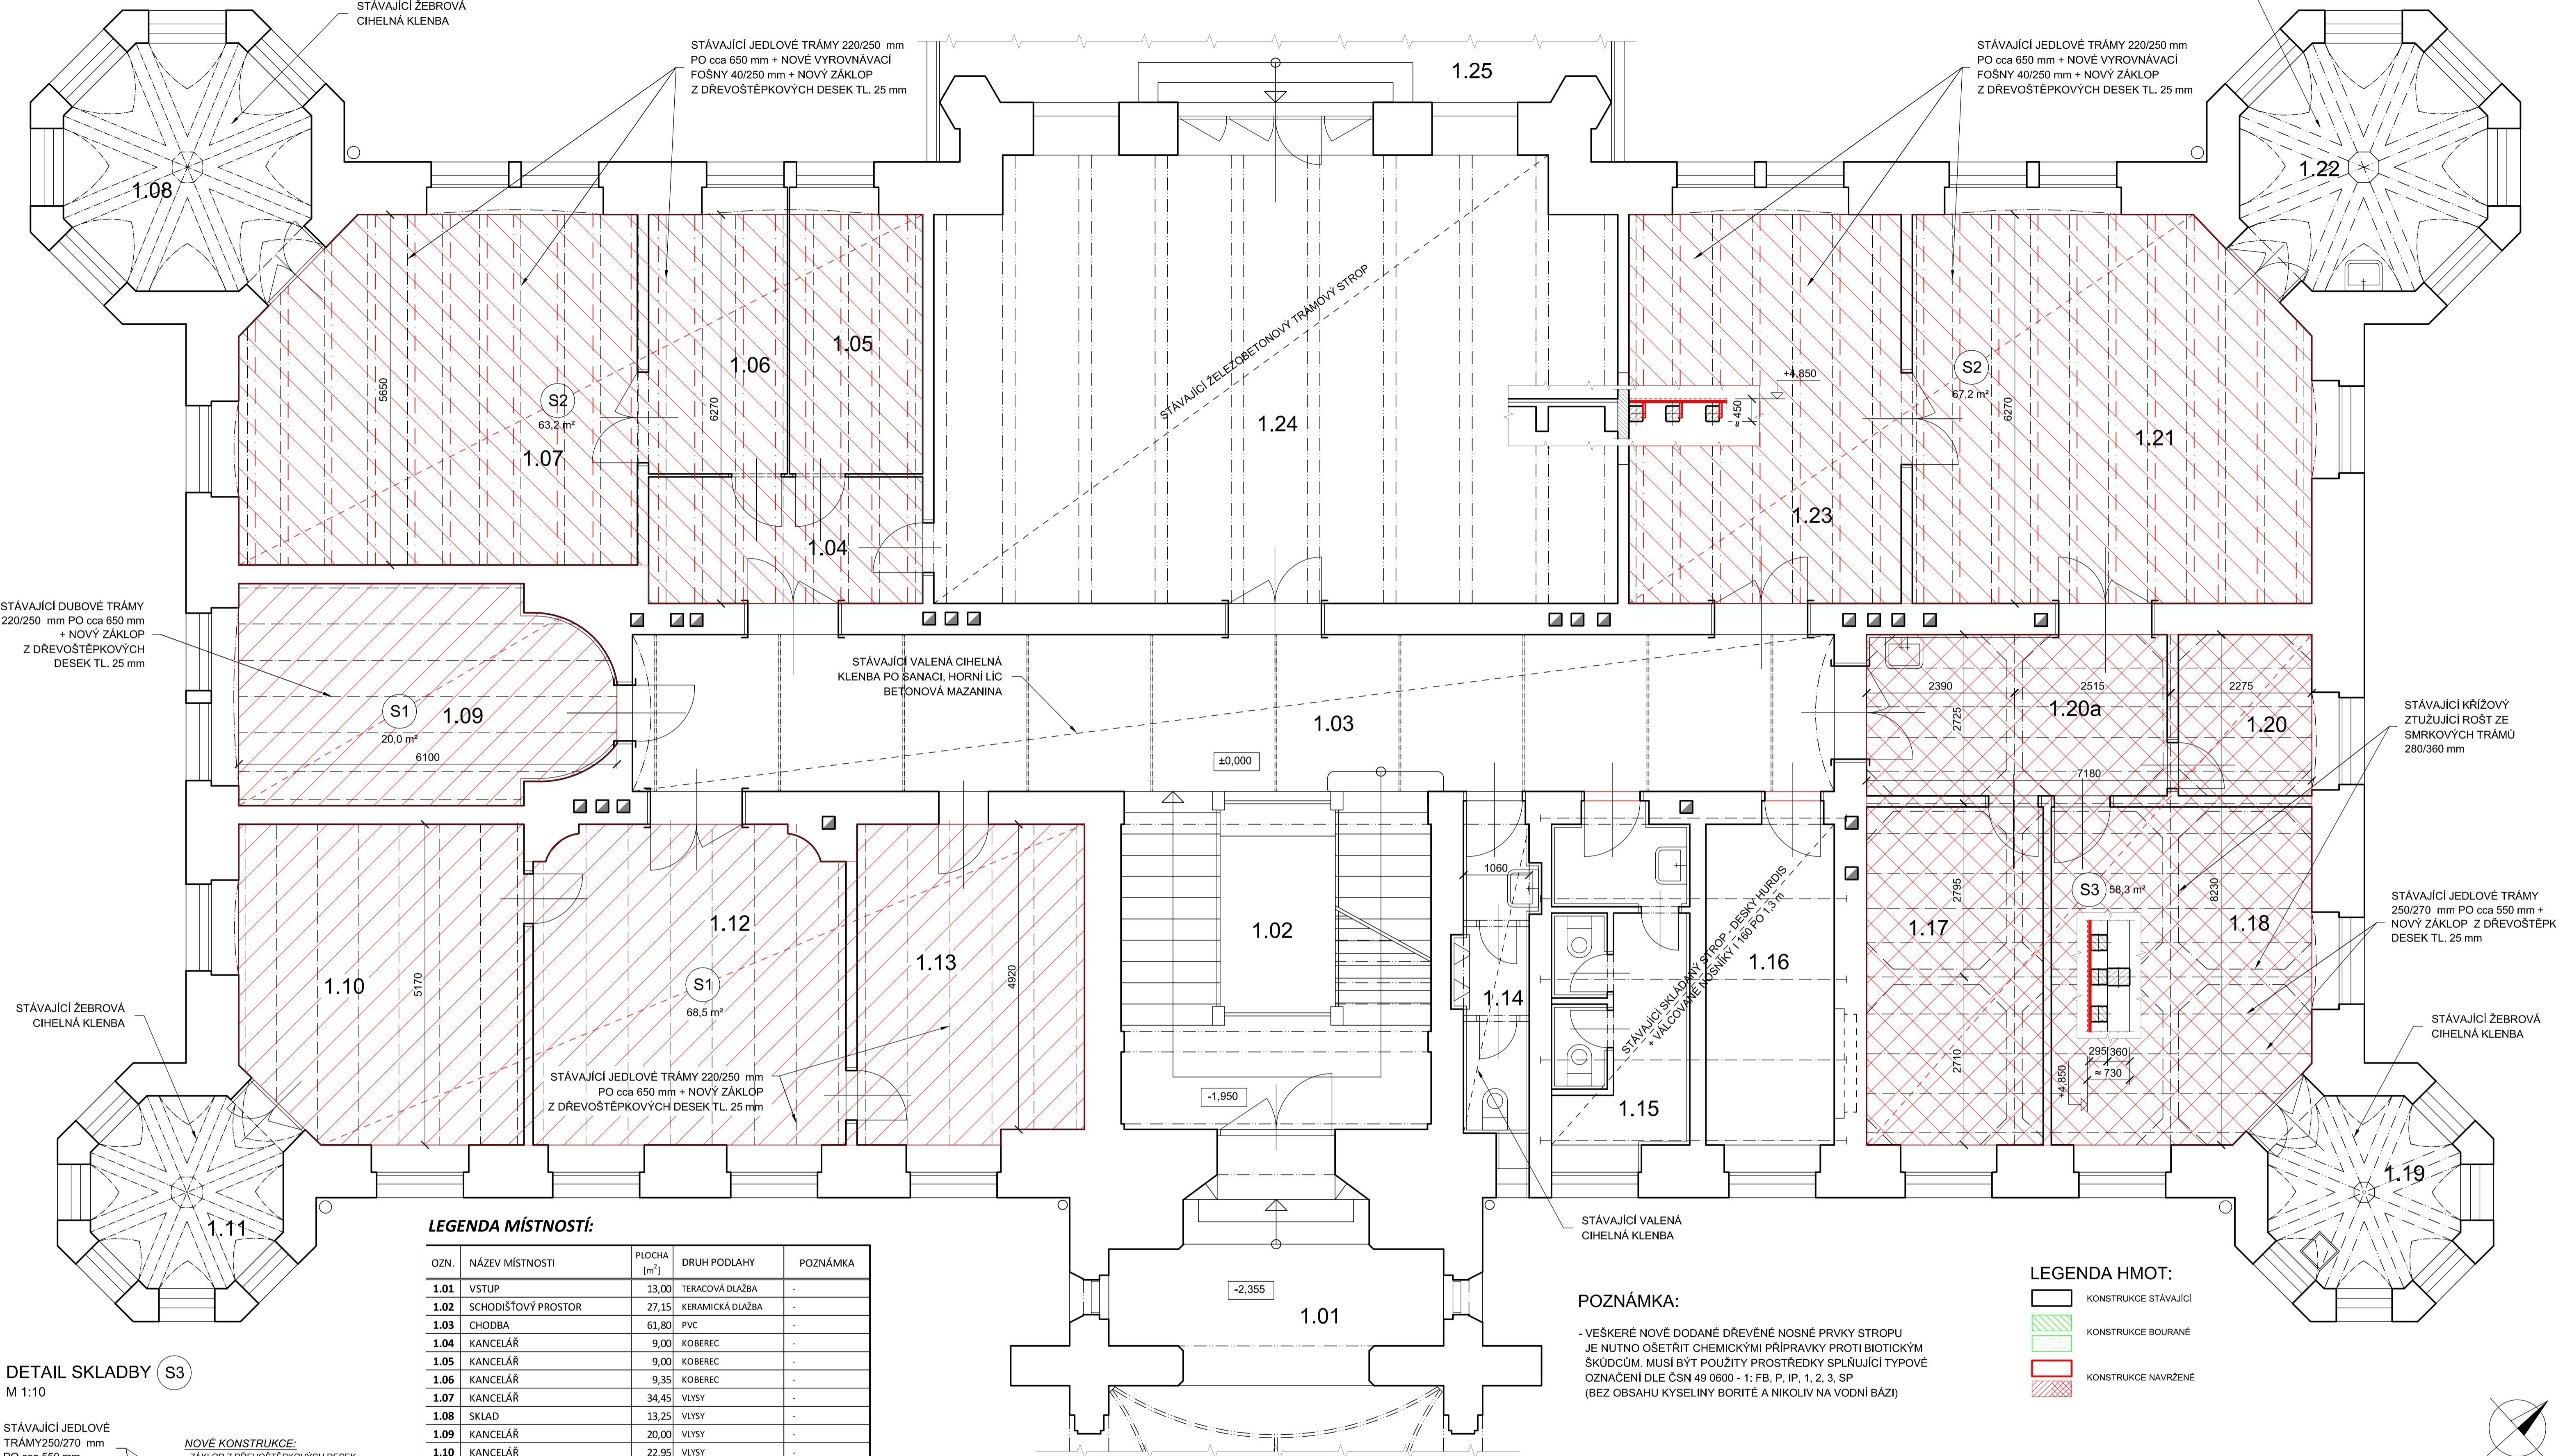 STÁVAJÍCÍ ŽEBROVÁ
CIHELNÁ KLENBA
STÁVAJÍCÍ JEDLOVÉ TRÁMY 220/250 mm
PO cca 650 mm + NOVÉ VYROVNÁVACÍ
FOŠNY 40/250 mm + NOVÝ ZÁKLOP
Z DŘEVOŠTĚPKOVÝCH DESEK TL. 25 mm
1.25
STÁVAJÍCÍ JEDLOVÉ TRÁMY 220/250 mm
PO cca 650 mm + NOVÉ VYROVNÁVACÍ
FOŠNY 40/250 mm + NOVÝ ZÁKLOP
Z DŘEVOŠTĚPKOVÝCH DESEK TL. 25 mm
1.08
1.22
5650
S2
63,2 m²
1.07
6270
1.06
1.05
1.04
STÁVAJÍCÍ ŽELEZOBETONOVÝ TRÁMOVÝ STROP
1.24
+4,850
≈ 450
1.23
S2
67,2 m²
6270
1.21
STÁVAJÍCÍ DUBOVÉ TRÁMY
220/250 mm PO cca 650 mm
+ NOVÝ ZÁKLOP
Z DŘEVOŠTĚPKOVÝCH
DESEK TL. 25 mm
S1
1.09
20,0 m²
6100
STÁVAJÍCÍ VALENÁ CIHELNÁ
KLENBA PO SANACI, HORNÍ LÍC
BETONOVÁ MAZANINA
1.03
±0,000
2390
2515
2275
2725
1.20a
1.20
7180
STÁVAJÍCÍ KŘÍŽOVÝ
ZTUŽUJÍCÍ ROŠT ZE
SMRKOVÝCH TRÁMŮ
280/360 mm
1.10
5170
1.12
S1
68,5 m²
1.13
4920
STÁVAJÍCÍ JEDLOVÉ TRÁMY 220/250 mm
PO cca 650 mm + NOVÝ ZÁKLOP
Z DŘEVOŠTĚPKOVÝCH DESEK TL. 25 mm
1.02
-1,950
1060
1.14
STÁVAJÍCÍ SKLÁDANÝ STROP - DESKY HURDIS
+ VÁLCOVANÉ NOSNÍKY I 160 PO 1,3 m
1.15
1.16
2795
1.17
2710
S3
58,3 m²
8230
1.18
295
360
≈ 730
+4,850
STÁVAJÍCÍ JEDLOVÉ TRÁMY
250/270 mm PO cca 550 mm +
NOVÝ ZÁKLOP Z DŘEVOŠTĚPK
DESEK TL. 25 mm
STÁVAJÍCÍ ŽEBROVÁ
CIHELNÁ KLENBA
STÁVAJÍCÍ ŽEBROVÁ
CIHELNÁ KLENBA
1.11
1.19
STÁVAJÍCÍ VALENÁ
CIHELNÁ KLENBA
-2,355
1.01
LEGENDA MÍSTNOSTÍ:
OZN. NÁZEV MÍSTNOSTI PLOCHA [m²] DRUH PODLAHY POZNÁMKA
1.01 VSTUP 13,00 TERACOVÁ DLAŽBA -
1.02 SCHODIŠŤOVÝ PROSTOR 27,15 KERAMICKÁ DLAŽBA -
1.03 CHODBA 61,80 PVC -
1.04 KANCELÁŘ 9,00 KOBEREC -
1.05 KANCELÁŘ 9,00 KOBEREC -
1.06 KANCELÁŘ 9,35 KOBEREC -
1.07 KANCELÁŘ 34,45 VLYSY -
1.08 SKLAD 13,25 VLYSY -
1.09 KANCELÁŘ 20,00 VLYSY -
1.10 KANCELÁŘ 22,95 VLYSY -
POZNÁMKA:
- VEŠKERÉ NOVĚ DODANÉ DŘEVĚNÉ NOSNÉ PRVKY STROPU
JE NUTNO OŠETŘIT CHEMICKÝMI PŘÍPRAVKY PROTI BIOTICKÝM
ŠKŮDCŮM. MUSÍ BÝT POUŽITY PROSTŘEDKY SPLŇUJÍCÍ TYPOVÉ
OZNAČENÍ DLE ČSN 49 0600 - 1: FB, P, IP, 1, 2, 3, SP
(BEZ OBSAHU KYSELINY BORITÉ A NIKOLIV NA VODNÍ BÁZI)
LEGENDA HMOT:
KONSTRUKCE STÁVAJÍCÍ
KONSTRUKCE BOURANÉ
KONSTRUKCE NAVRŽENÉ
DETAIL SKLADBY S3
M 1:10
STÁVAJÍCÍ JEDLOVÉ
TRÁMY250/270 mm
PO cca 550 mm
NOVÉ KONSTRUKCE: